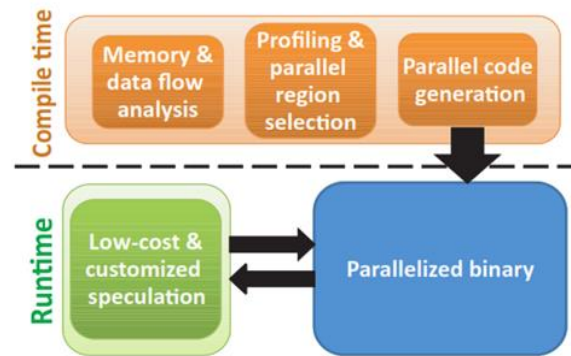 Compile time
Memory &
data flow
analysis
Profiling &
parallel
region
selection
Parallel code
generation
Runtime
Low-cost &
customized
speculation
Parallelized binary